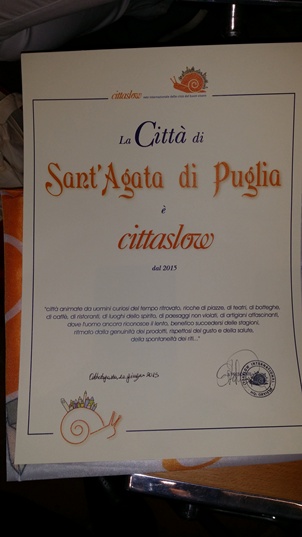 cittaslow
La Città di
Sant'Agata di Puglia
è
cittaslow
dal 2015
"città animate da uomini curiosi del tempo ritrovato, ricche di piazze, di teatri, di botteghe,
di caffè, di ristoranti, di luoghi dello spirito, di paesaggi non violati, di artigiani affascinanti,
dove l'uomo ancora riconosce il lento, benefico succedersi delle stagioni,
ritmato dalla genuinità dei prodotti, rispettosi del gusto e della salute,
della spontaneità dei riti..."
2015